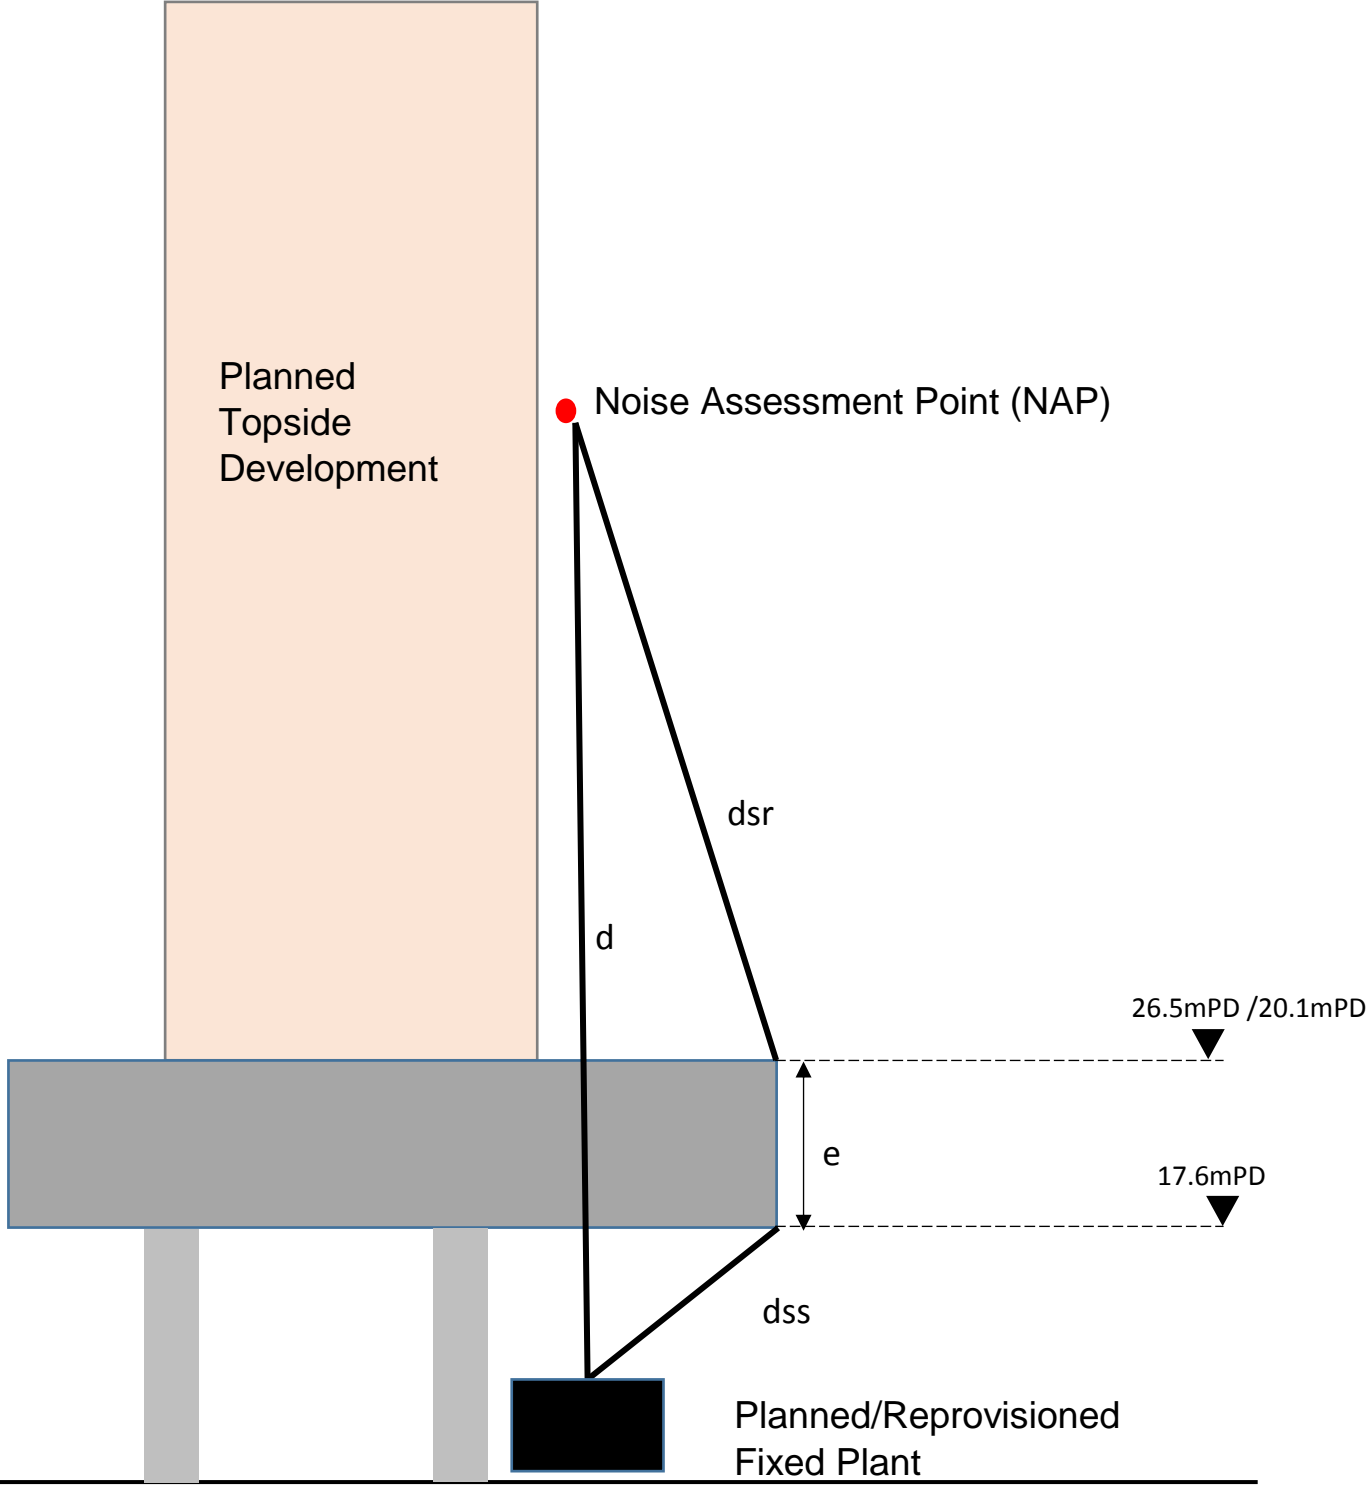 Planned
Topside
Development
Noise Assessment Point (NAP)
dsr
d
26.5mPD /20.1mPD
e
17.6mPD
dss
Planned/Reprovisioned
Fixed Plant